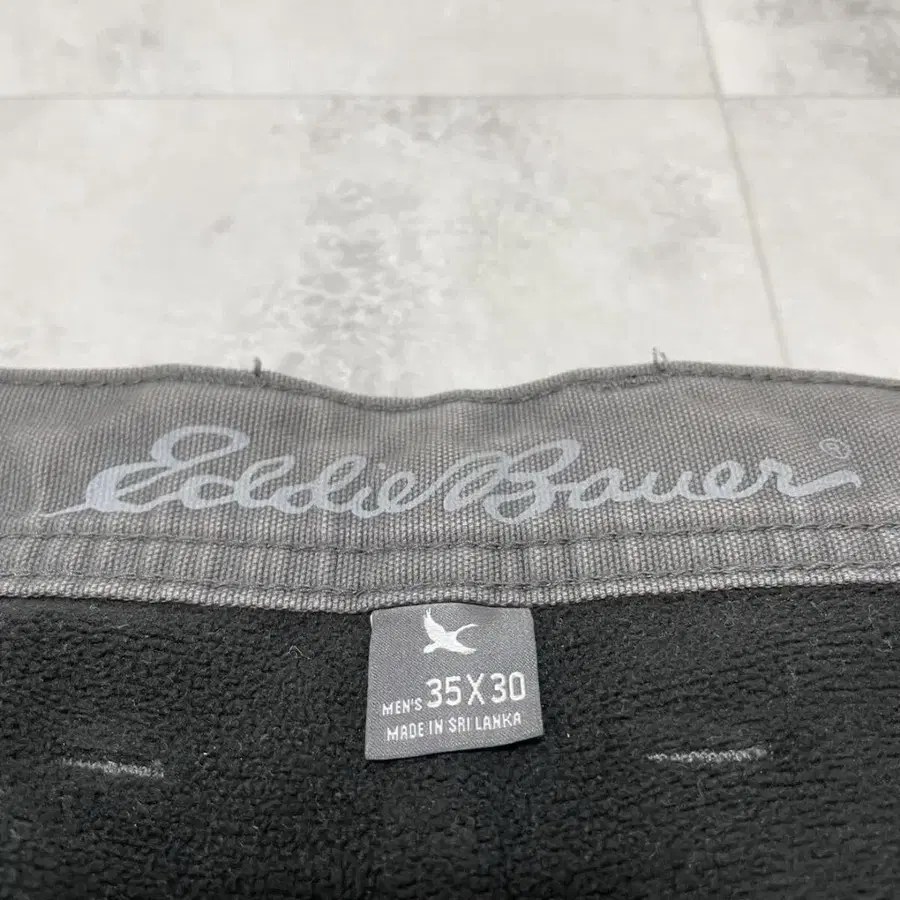 Eddie Bauer ®
MEN'S 35X30
MADE IN SRI LANKA